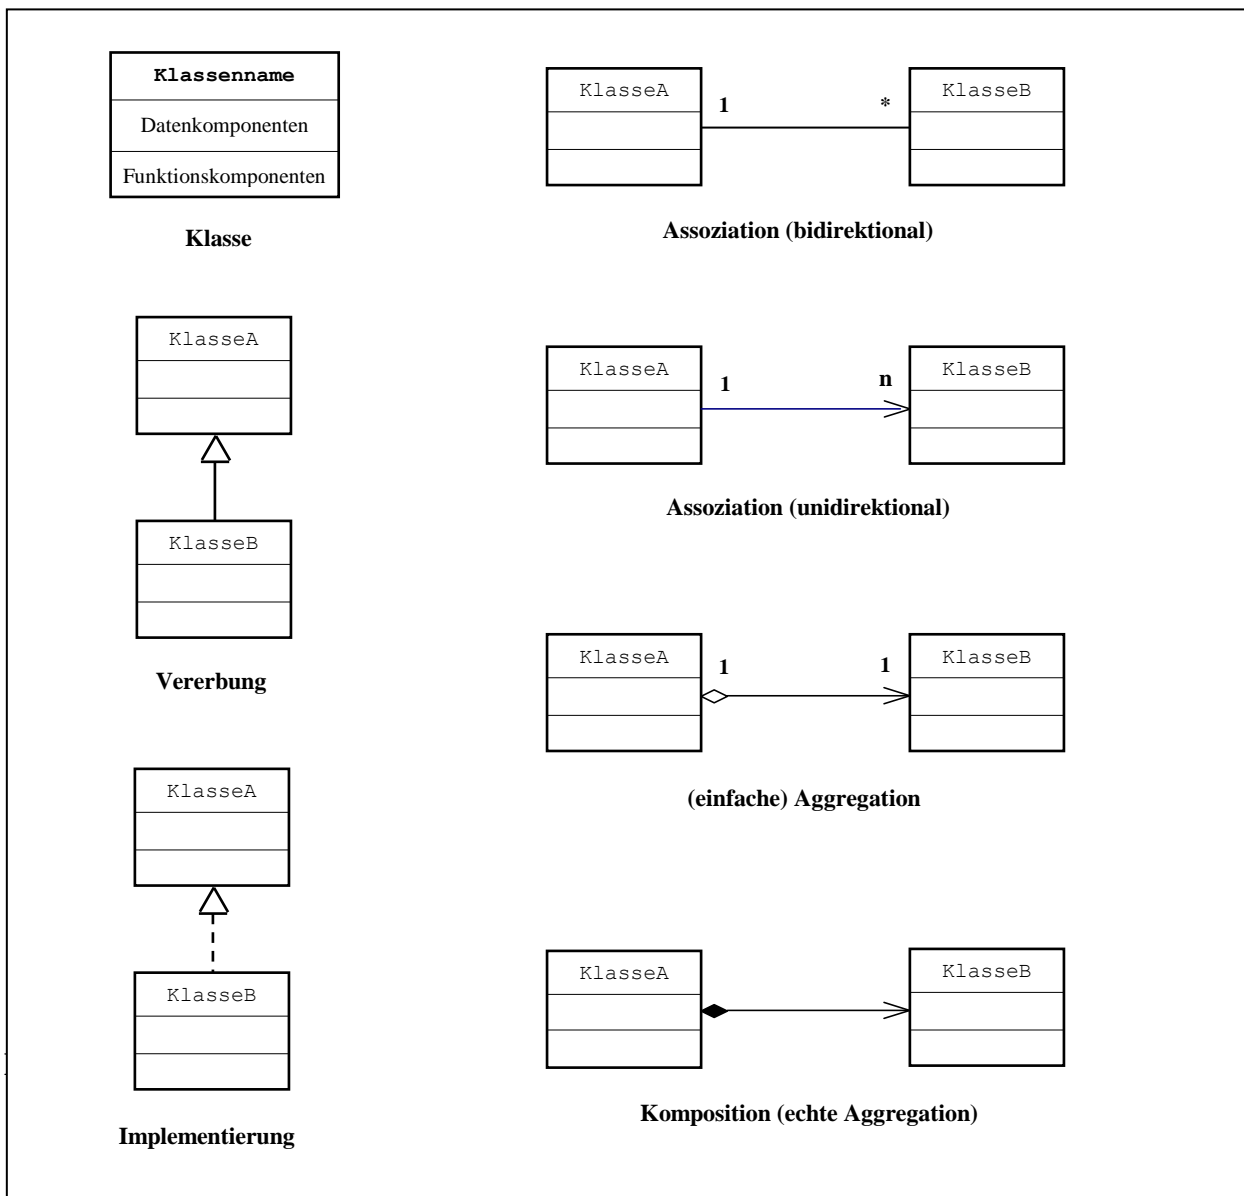 Klassenname
Datenkomponenten
Funktionskomponenten
Klasse
KlasseA
KlasseB
Vererbung
KlasseA
KlasseB
Implementierung
KlasseA
1
*
KlasseB
Assoziation (bidirektional)
KlasseA
1
n
KlasseB
Assoziation (unidirektional)
KlasseA
1
1
KlasseB
(einfache) Aggregation
KlasseA
KlasseB
Komposition (echte Aggregation)